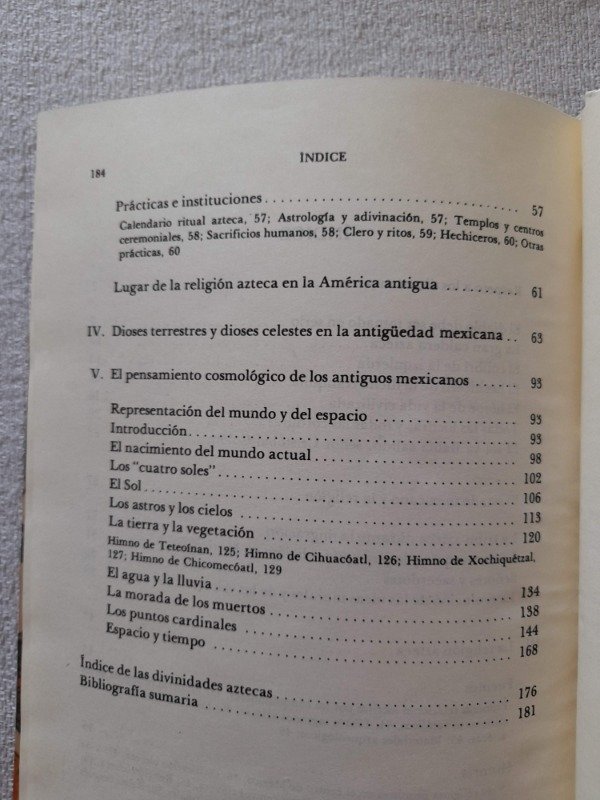 184
ÍNDICE
Prácticas e instituciones . . . . . . . . . . . . . . . . . . . . . . . . . . . . . . 57
Calendario ritual azteca, 57; Astrología y adivinación, 57; Templos y centros
ceremoniales, 58; Sacrificios humanos, 58; Clero y ritos, 59; Hechiceros, 60; Otras
prácticas, 60
Lugar de la religión azteca en la América antigua . . . . . . . . . 61
IV. Dioses terrestres y dioses celestes en la antigüedad mexicana . . 63
V. El pensamiento cosmológico de los antiguos mexicanos . . . . . . 93
Representación del mundo y del espacio . . . . . . . . . . . . . . . . . 93
Introducción . . . . . . . . . . . . . . . . . . . . . . . . . . . . . . . . . . . . . . 93
El nacimiento del mundo actual . . . . . . . . . . . . . . . . . . . . . . . 98
Los "cuatro soles" . . . . . . . . . . . . . . . . . . . . . . . . . . . . . . . . . 102
El Sol . . . . . . . . . . . . . . . . . . . . . . . . . . . . . . . . . . . . . . . . . . . 106
Los astros y los cielos . . . . . . . . . . . . . . . . . . . . . . . . . . . . . . . 113
La tierra y la vegetación . . . . . . . . . . . . . . . . . . . . . . . . . . . . . 120
Himno de Teteoínan, 125; Himno de Cihuacóatl, 126; Himno de Xochiquétzal,
127; Himno de Chicomecóatl, 129
El agua y la lluvia . . . . . . . . . . . . . . . . . . . . . . . . . . . . . . . . . . 134
La morada de los muertos . . . . . . . . . . . . . . . . . . . . . . . . . . . . 138
Los puntos cardinales . . . . . . . . . . . . . . . . . . . . . . . . . . . . . . . 144
Espacio y tiempo . . . . . . . . . . . . . . . . . . . . . . . . . . . . . . . . . . 168
Índice de las divinidades aztecas . . . . . . . . . . . . . . . . . . . . . . . . 176
Bibliografía sumaria . . . . . . . . . . . . . . . . . . . . . . . . . . . . . . . . . . 181